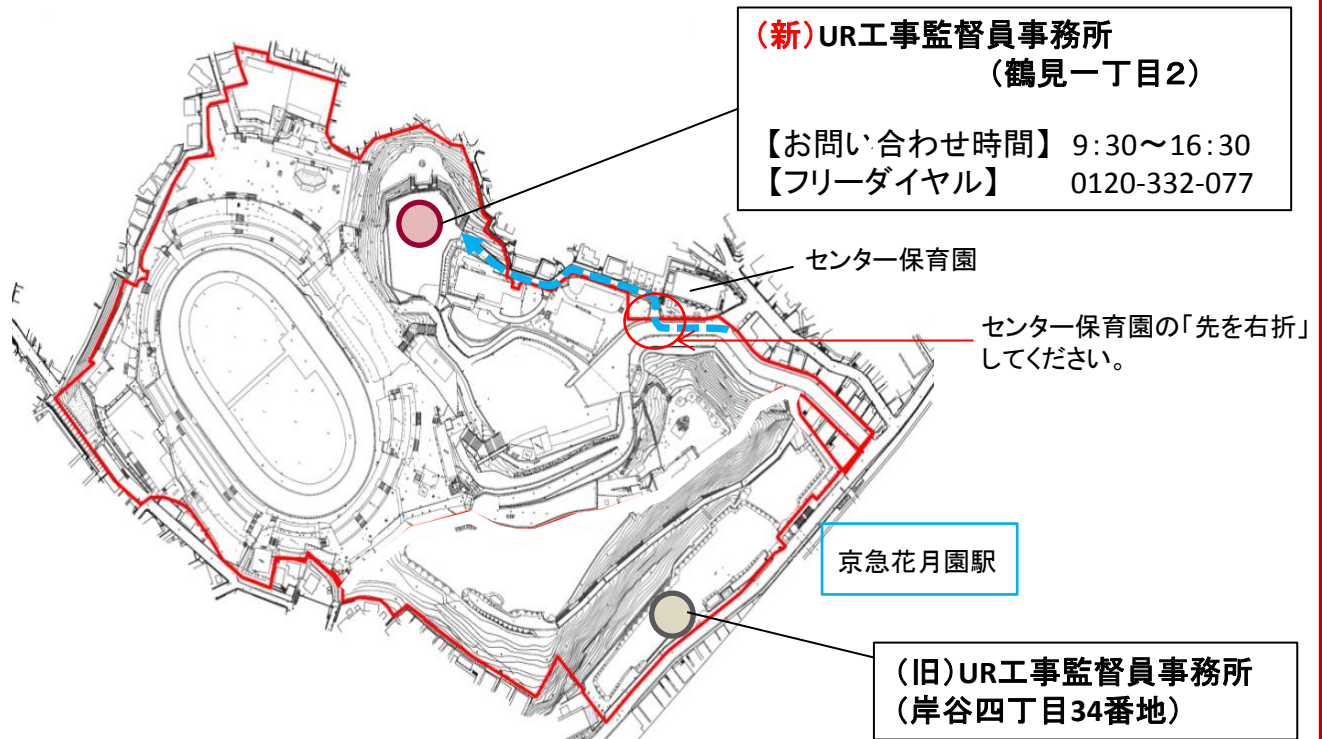 （新）UR工事監督員事務所
（鶴見一丁目２）
【お問い合わせ時間】 9：30～16：30
【フリーダイヤル】 0120-332-077
センター保育園
センター保育園の「先を右折」
してください。
京急花月園駅
（旧）UR工事監督員事務所
（岸谷四丁目34番地）